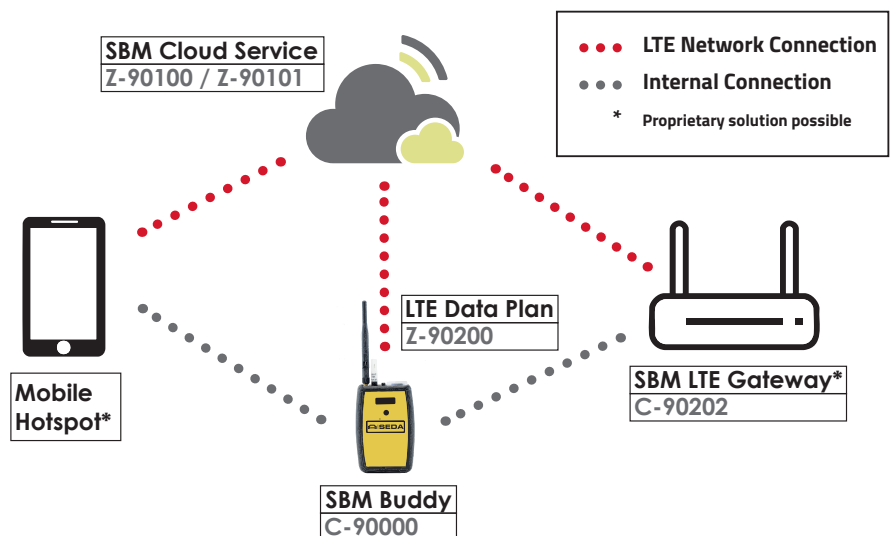 SBM Cloud Service
Z-90100 / Z-90101
LTE Network Connection
Internal Connection
* Proprietary solution possible
LTE Data Plan
Z-90200
Mobile
Hotspot*
SEDA
SBM LTE Gateway*
C-90202
SBM Buddy
C-90000